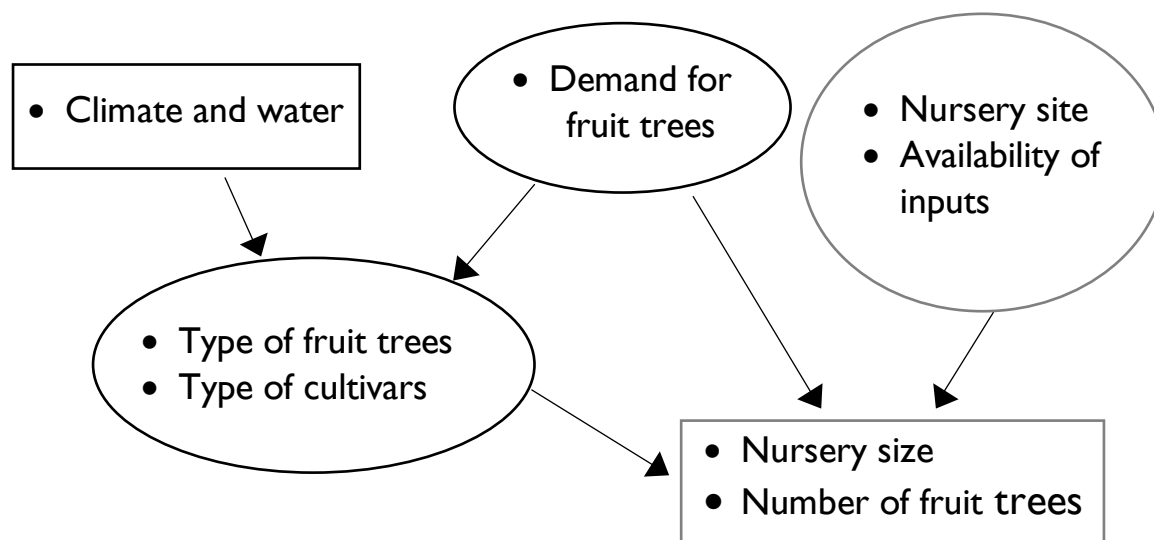 • Climate and water
• Demand for
fruit trees
• Nursery site
• Availability of
inputs
• Type of fruit trees
• Type of cultivars
• Nursery size
• Number of fruit trees